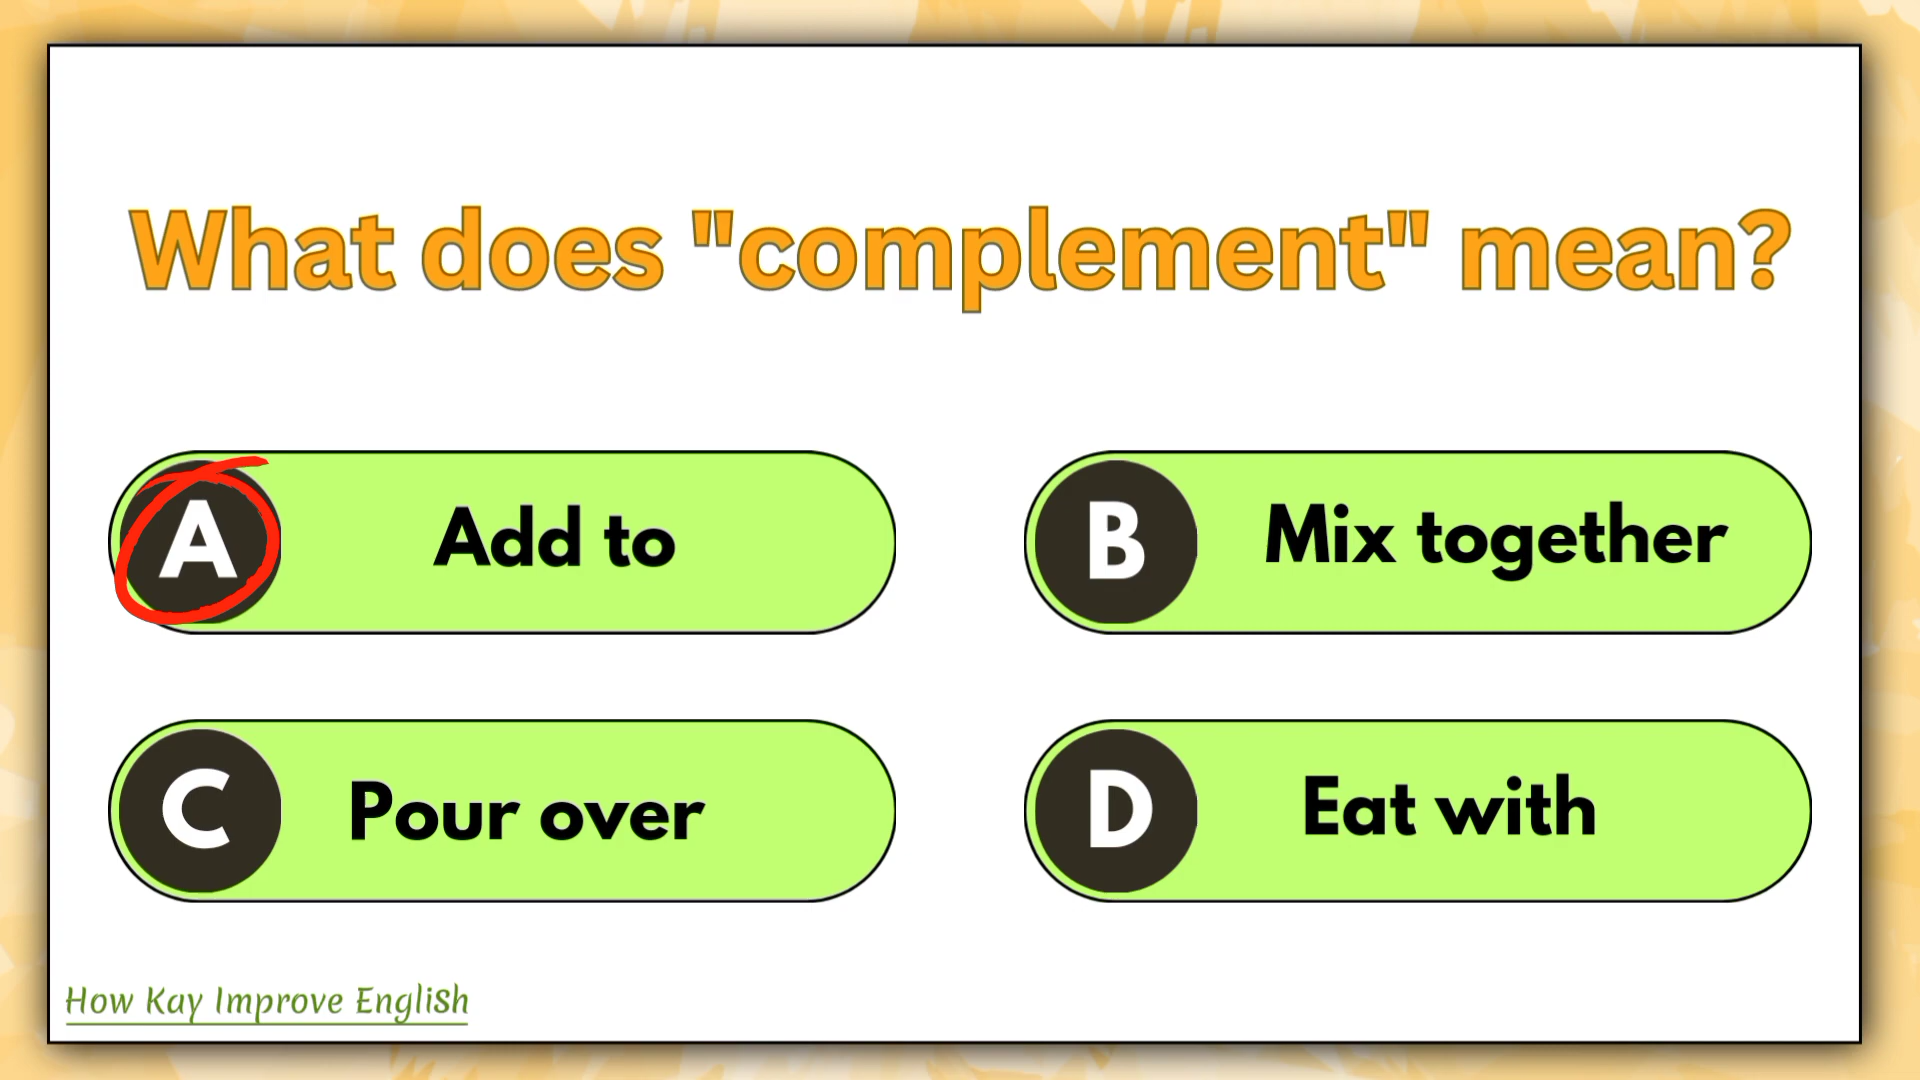 What does "complement" mean?
A Add to
B Mix together
C Pour over
D Eat with
How Kay Improve English